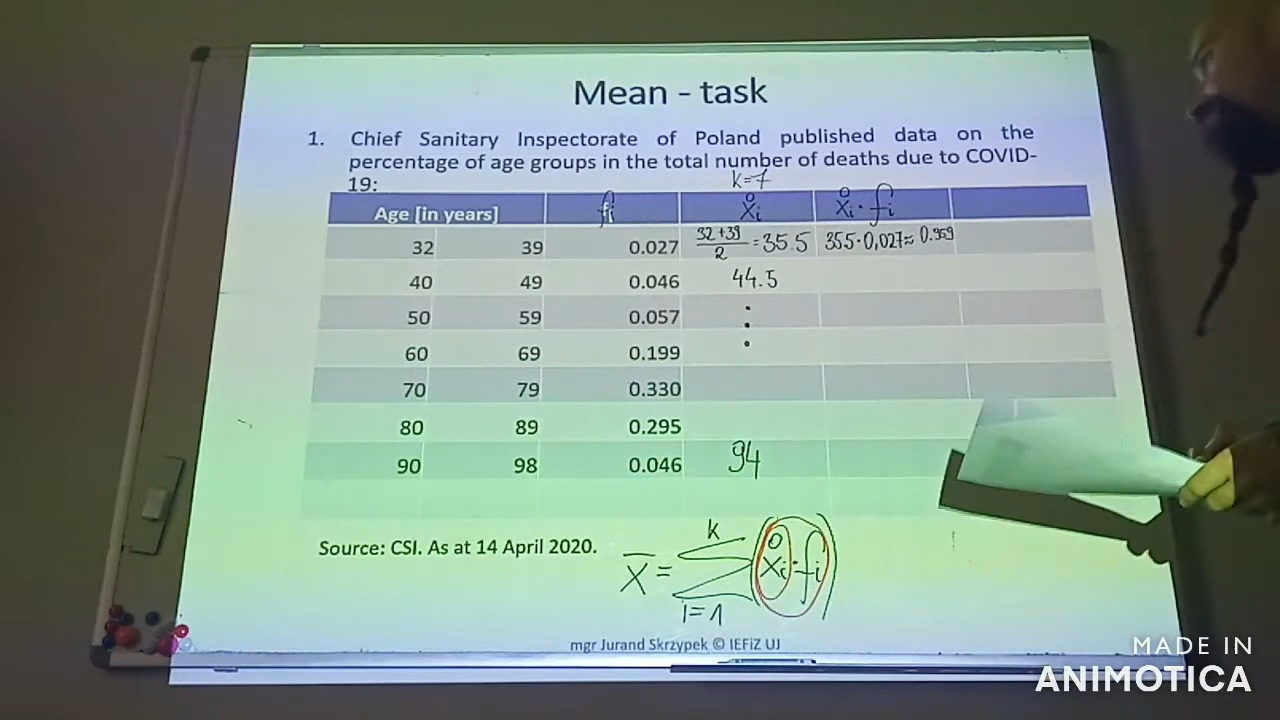 Mean - task
1. Chief Sanitary Inspectorate of Poland published data on the
percentage of age groups in the total number of deaths due to COVID-
19:
k=7
Age [in years] fi x̊i x̊i · fi
32 39 0.027 32+39/2 = 35.5 355·0,027≈ 0.959
40 49 0.046 44.5
50 59 0.057 :
60 69 0.199 .
70 79 0.330
80 89 0.295
90 98 0.046 94
Source: CSI. As at 14 April 2020.
x̄ = k Σ i=1 (x̊i · fi)
mgr Jurand Skrzypek © IEFiZ UJ
MADE IN
ANIMOTICA